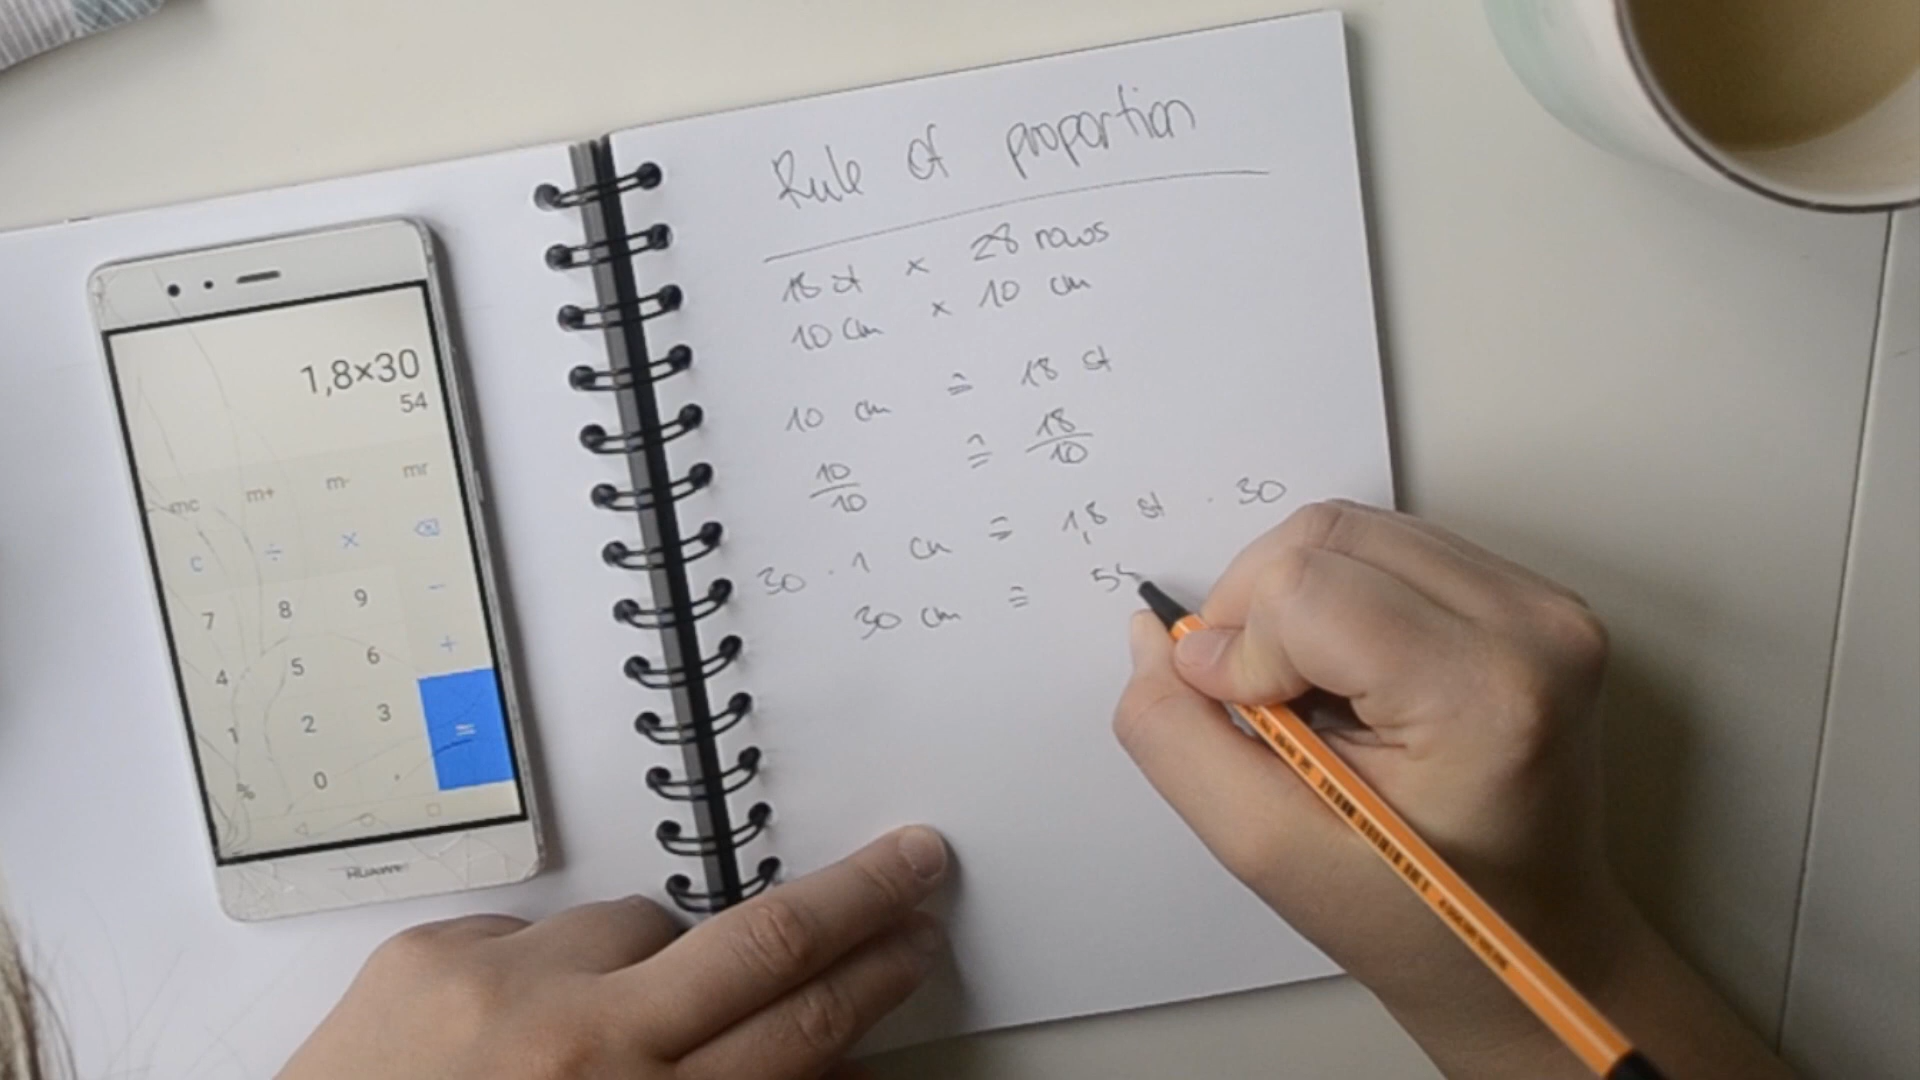 1,8×30
54
mc m+ m- mr
C ÷ ×
7 8 9 −
4 5 6 +
1 2 3 =
% 0 .
HUAWEI
Rule of proportion
18 st × 28 rows
10 cm × 10 cm
10 cm ≙ 18 st
10/10 ≙ 18/10
30 · 1 cm ≙ 1,8 st · 30
30 cm ≙ 54